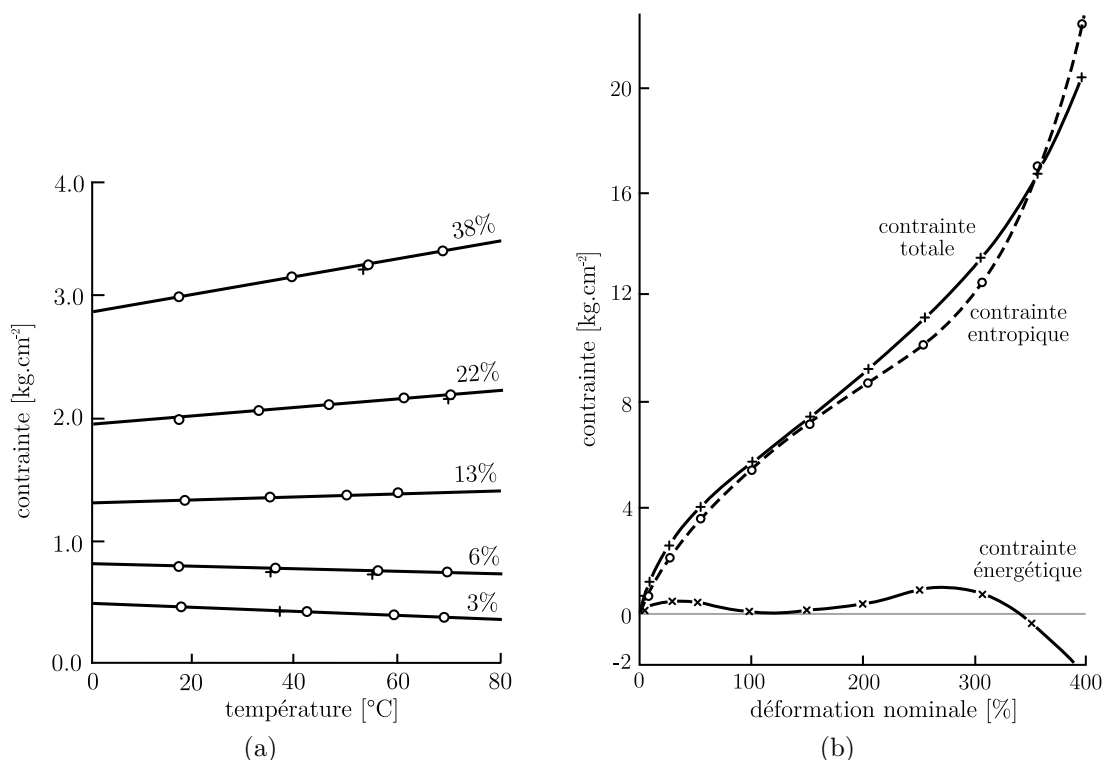 4.0
3.0
2.0
1.0
0.0
contrainte [kg.cm⁻²]
38%
22%
13%
6%
3%
0
20
40
60
80
température [°C]
(a)
20
16
12
8
4
0
-2
contrainte [kg.cm⁻²]
contrainte
totale
contrainte
entropique
contrainte
énergétique
0
100
200
300
400
déformation nominale [%]
(b)